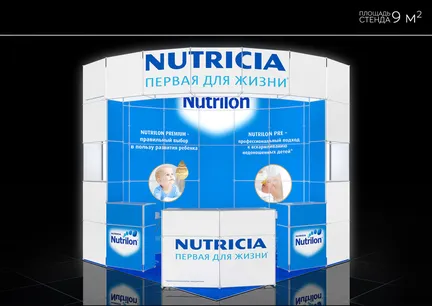 ПЛОЩАДЬ
СТЕНДА 9 М²
NUTRICIA
ПЕРВАЯ ДЛЯ ЖИЗНИ
Nutrilon
NUTRILON PREMIUM -
правильный выбор
в пользу развития ребенка
NUTRILON PRE -
профессиональный подход
к вскармливанию
недоношенных детей*
Nutrilon
NUTRICIA
ПЕРВАЯ ДЛЯ ЖИЗНИ
Nutrilon